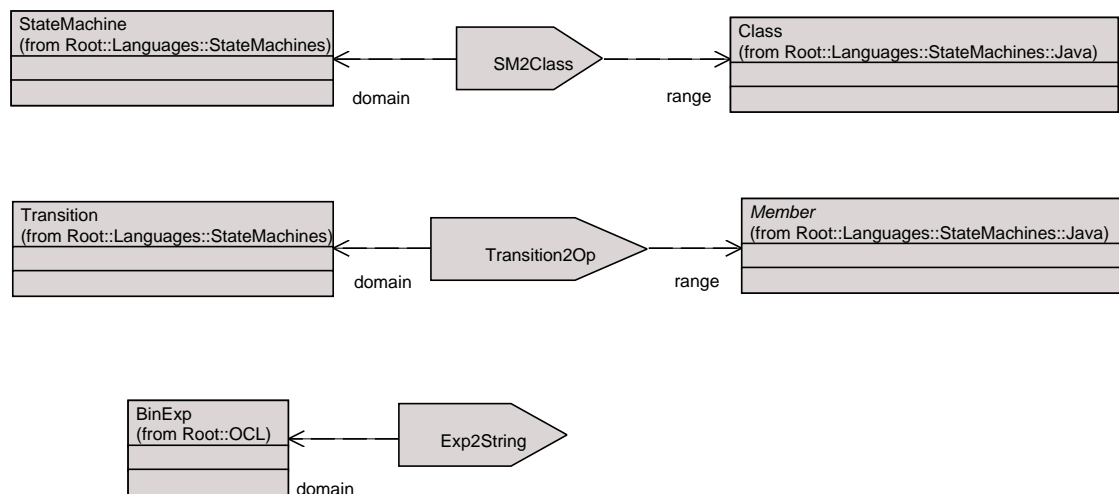 StateMachine
(from Root::Languages::StateMachines)
SM2Class
Class
(from Root::Languages::StateMachines::Java)
domain
range
Transition
(from Root::Languages::StateMachines)
Transition2Op
Member
(from Root::Languages::StateMachines::Java)
domain
range
BinExp
(from Root::OCL)
Exp2String
domain